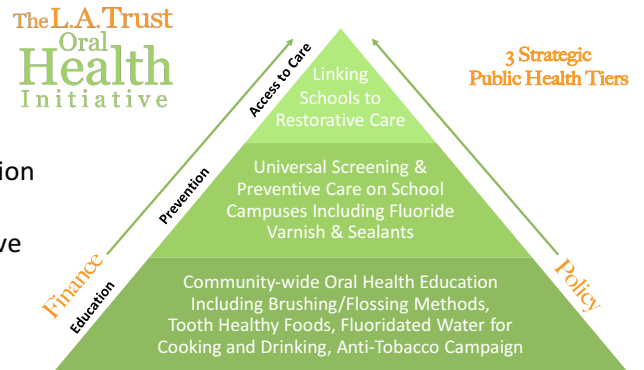 The L.A. Trust
Oral
Health
Initiative
3 Strategic
Public Health Tiers
Access to Care
Linking
Schools to
Restorative Care
ion
Prevention
Universal Screening &
Preventive Care on School
Campuses Including Fluoride
Varnish & Sealants
ve
Finance
Policy
Education
Community-wide Oral Health Education
Including Brushing/Flossing Methods,
Tooth Healthy Foods, Fluoridated Water for
Cooking and Drinking, Anti-Tobacco Campaign